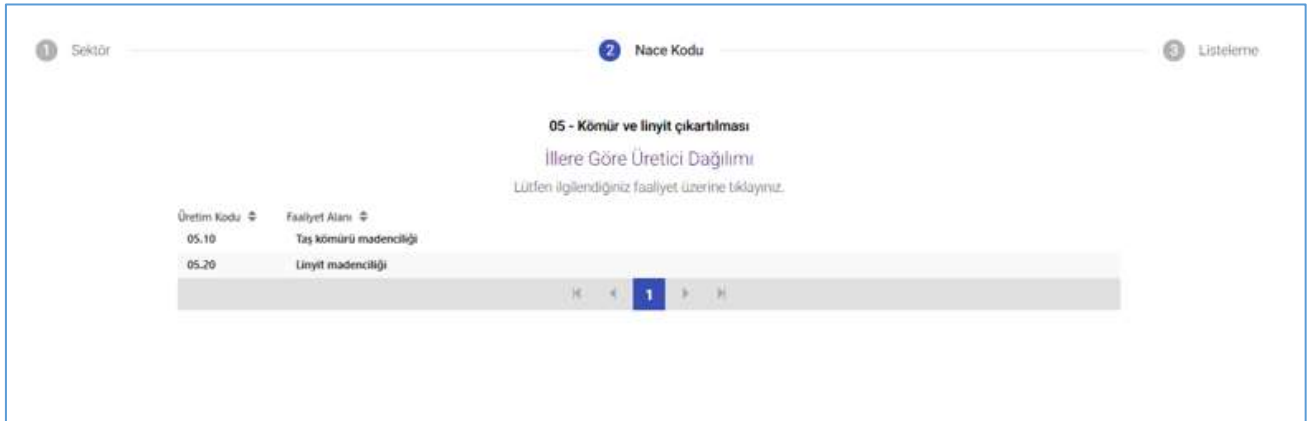 1 Sektör 2 Nace Kodu 3 Listeleme
05 - Kömür ve linyit çıkartılması
İllere Göre Üretici Dağılımı
Lütfen ilgilendiğiniz faaliyet üzerine tıklayınız.
Üretim Kodu Faaliyet Alanı
05.10 Taş kömürü madenciliği
05.20 Linyit madenciliği
1